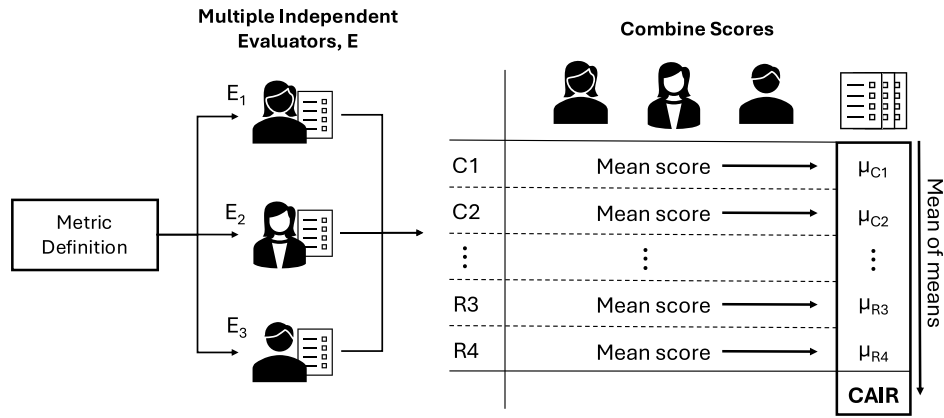 Multiple Independent
Evaluators, E
Combine Scores
E1
E2
E3
Metric
Definition
C1 Mean score μC1
C2 Mean score μC2
⋮ ⋮ ⋮
R3 Mean score μR3
R4 Mean score μR4
CAIR
Mean of means